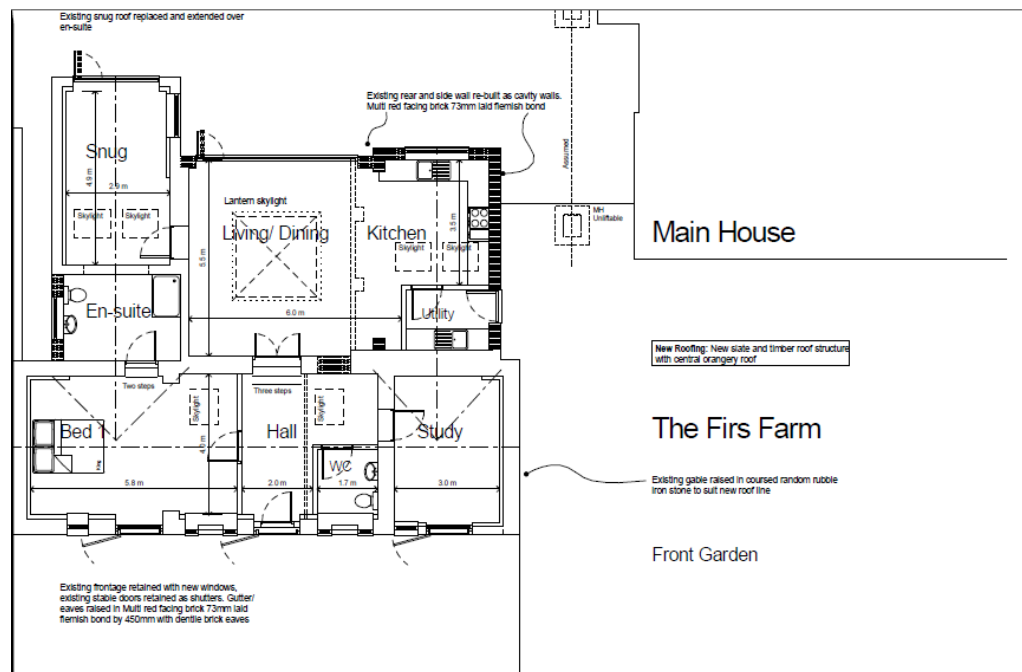 Existing snug roof replaced and extended over
en-suite
Existing rear and side wall re-built as cavity walls.
Multi red facing brick 73mm laid flemish bond
Assumed
Snug
4.9 m
2.9 m
Skylight
Skylight
Lantern skylight
Living/ Dining
5.5 m
6.0 m
Kitchen
3.5 m
Skylight
Skylight
MH
Unliftable
Main House
En-suite
Utility
New Roofing: New slate and timber roof structure
with central orangery roof
Two steps
Three steps
Skylight
Skylight
Bed 1
King
4.0 m
Hall
WC
Study
The Firs Farm
5.8 m
2.0 m
1.7 m
3.0 m
Existing gable raised in coursed random rubble
iron stone to suit new roof line
Front Garden
Existing frontage retained with new windows,
existing stable doors retained as shutters. Gutter/
eaves raised in Multi red facing brick 73mm laid
flemish bond by 450mm with dentile brick eaves